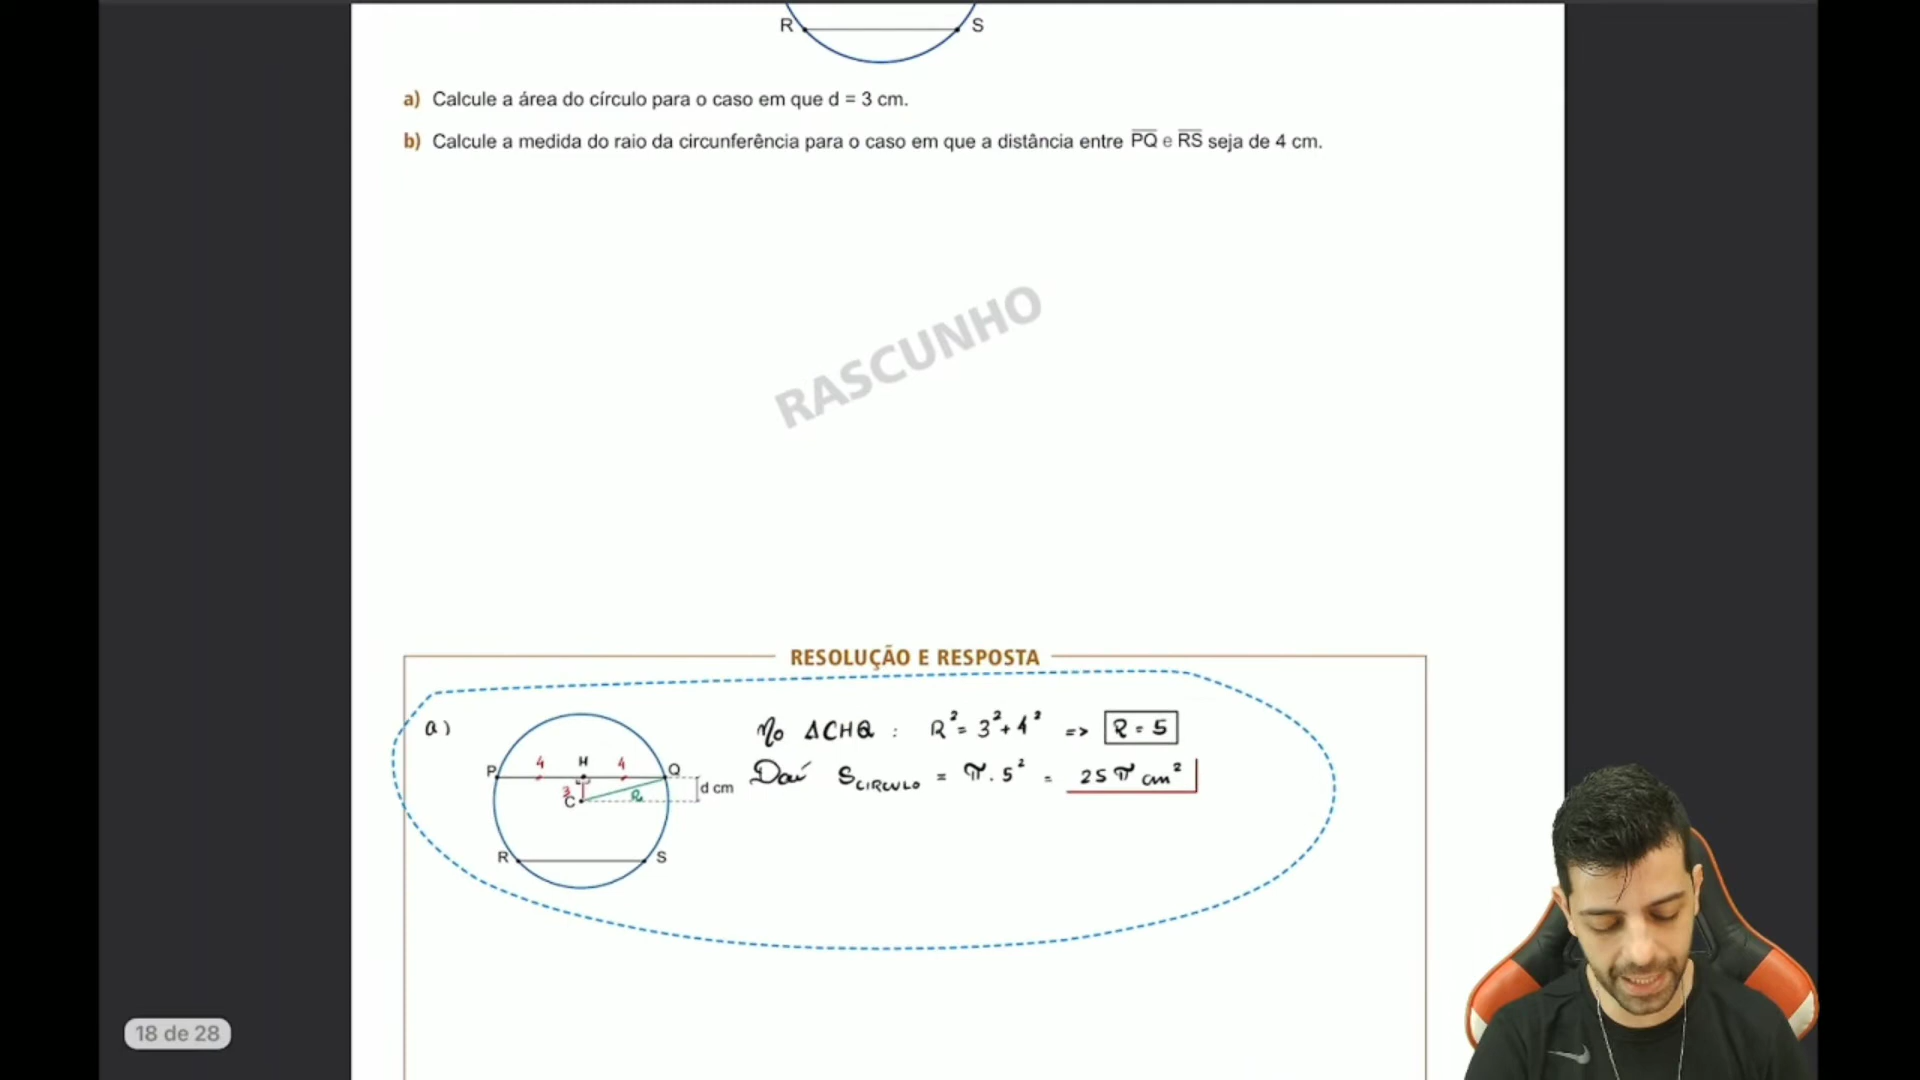 R S
a) Calcule a área do círculo para o caso em que d = 3 cm.
b) Calcule a medida do raio da circunferência para o caso em que a distância entre PQ e RS seja de 4 cm.
RASCUNHO
RESOLUÇÃO E RESPOSTA
a)
No ΔCHQ : R² = 3² + 4² => R = 5
4 H 4
P Q
3 C R d cm
Daí S CÍRCULO = π . 5² = 25 π cm²
R S
18 de 28